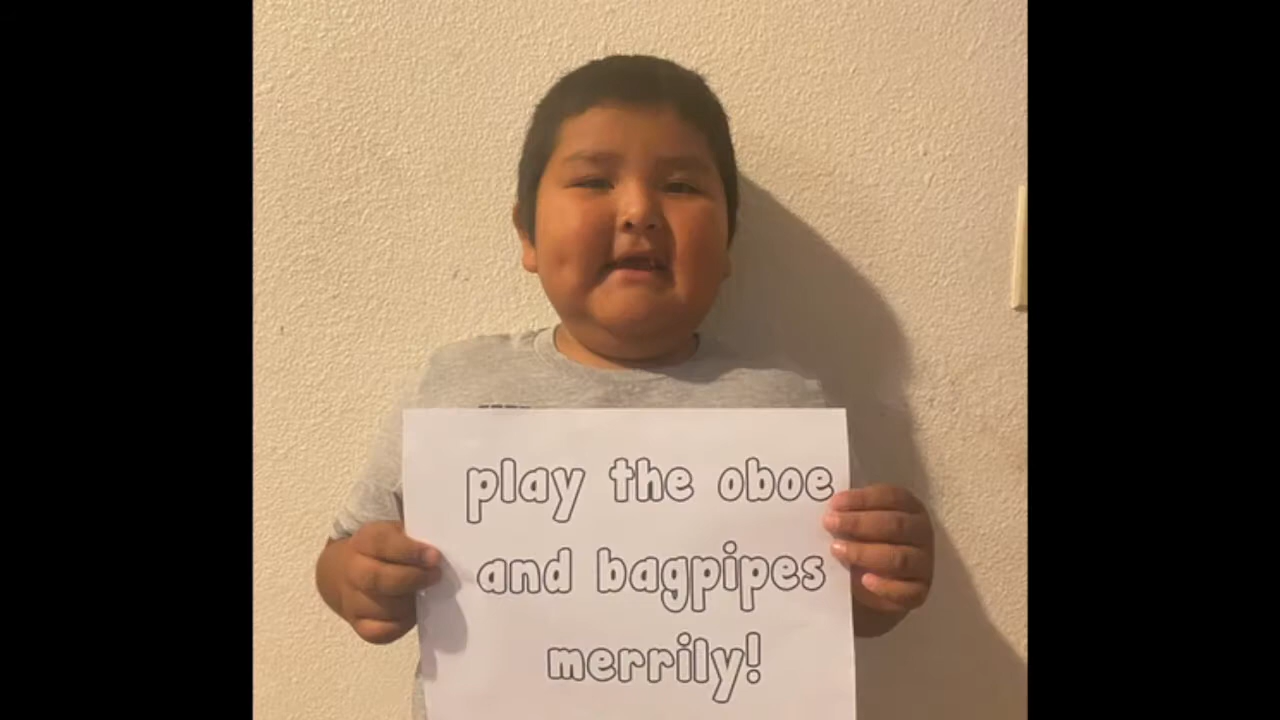 play the oboe
and bagpipes
merrily!